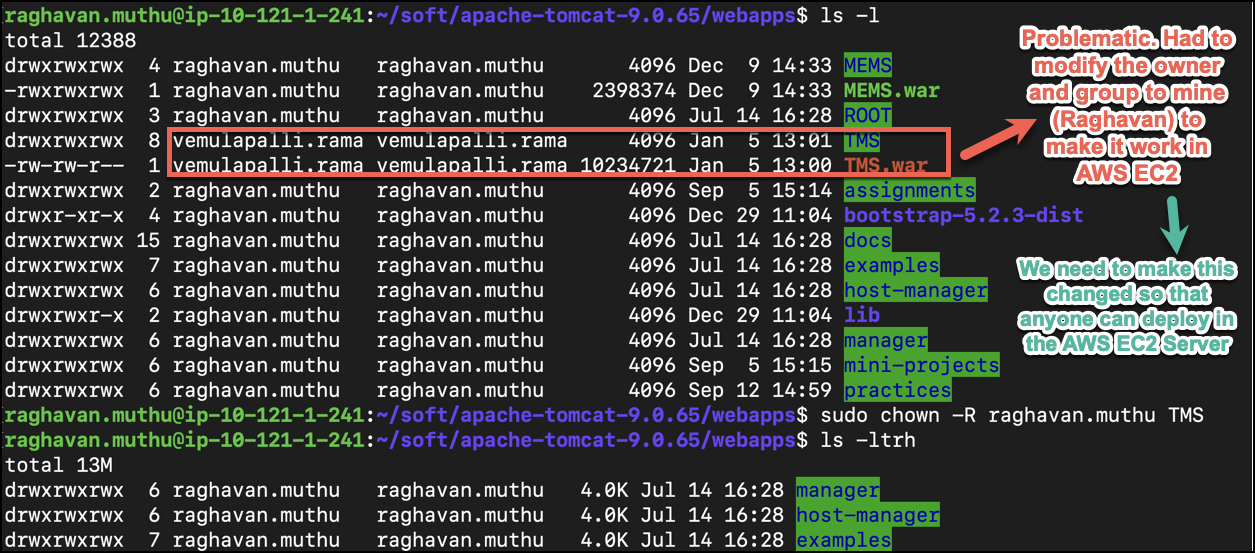 raghavan.muthu@ip-10-121-1-241:~/soft/apache-tomcat-9.0.65/webapps$ ls -l
total 12388
drwxrwxrwx  4 raghavan.muthu   raghavan.muthu       4096 Dec  9 14:33 MEMS
-rwxrwxrwx  1 raghavan.muthu   raghavan.muthu    2398374 Dec  9 14:33 MEMS.war
drwxrwxrwx  3 raghavan.muthu   raghavan.muthu       4096 Jul 14 16:28 ROOT
drwxrwxrwx  8 vemulapalli.rama vemulapalli.rama     4096 Jan  5 13:01 TMS
-rw-rw-r--  1 vemulapalli.rama vemulapalli.rama 10234721 Jan  5 13:00 TMS.war
drwxrwxrwx  2 raghavan.muthu   raghavan.muthu       4096 Sep  5 15:14 assignments
drwxr-xr-x  4 raghavan.muthu   raghavan.muthu       4096 Dec 29 11:04 bootstrap-5.2.3-dist
drwxrwxrwx 15 raghavan.muthu   raghavan.muthu       4096 Jul 14 16:28 docs
drwxrwxrwx  7 raghavan.muthu   raghavan.muthu       4096 Jul 14 16:28 examples
drwxrwxrwx  6 raghavan.muthu   raghavan.muthu       4096 Jul 14 16:28 host-manager
drwxrwxr-x  2 raghavan.muthu   raghavan.muthu       4096 Dec 29 11:04 lib
drwxrwxrwx  6 raghavan.muthu   raghavan.muthu       4096 Jul 14 16:28 manager
drwxrwxrwx  6 raghavan.muthu   raghavan.muthu       4096 Sep  5 15:15 mini-projects
drwxrwxrwx  6 raghavan.muthu   raghavan.muthu       4096 Sep 12 14:59 practices
raghavan.muthu@ip-10-121-1-241:~/soft/apache-tomcat-9.0.65/webapps$ sudo chown -R raghavan.muthu TMS
raghavan.muthu@ip-10-121-1-241:~/soft/apache-tomcat-9.0.65/webapps$ ls -ltrh
total 13M
drwxrwxrwx  6 raghavan.muthu   raghavan.muthu   4.0K Jul 14 16:28 manager
drwxrwxrwx  6 raghavan.muthu   raghavan.muthu   4.0K Jul 14 16:28 host-manager
drwxrwxrwx  7 raghavan.muthu   raghavan.muthu   4.0K Jul 14 16:28 examples
Problematic. Had to
modify the owner
and group to mine
(Raghavan) to
make it work in
AWS EC2
We need to make this
changed so that
anyone can deploy in
the AWS EC2 Server